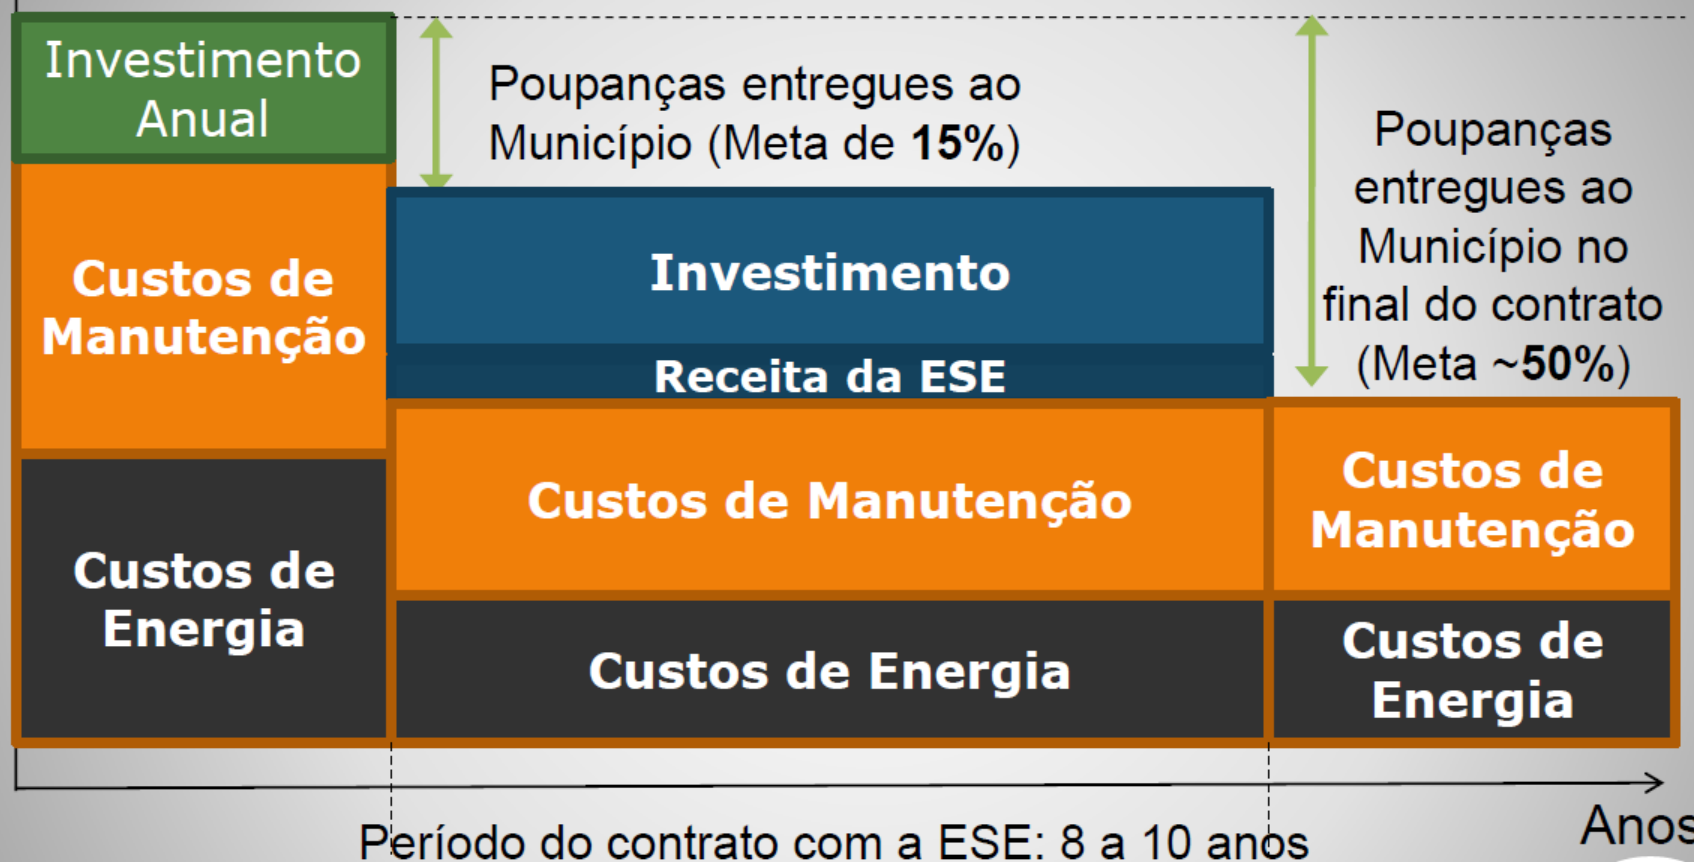 Investimento
Anual
Custos de
Manutenção
Custos de
Energia
Poupanças entregues ao
Município (Meta de 15%)
Investimento
Receita da ESE
Custos de Manutenção
Custos de Energia
Poupanças
entregues ao
Município no
final do contrato
(Meta ~50%)
Custos de
Manutenção
Custos de
Energia
Período do contrato com a ESE: 8 a 10 anos
Anos